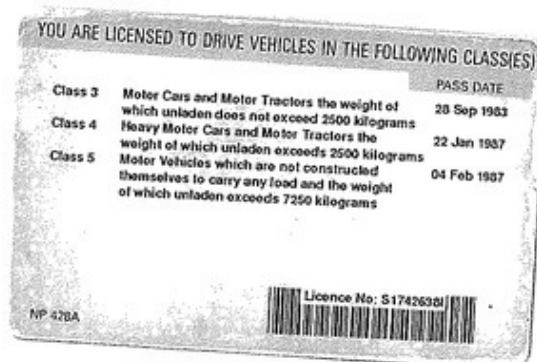 YOU ARE LICENSED TO DRIVE VEHICLES IN THE FOLLOWING CLASS(ES)
PASS DATE
Class 3 Motor Cars and Motor Tractors the weight of which unladen does not exceed 2500 kilograms 28 Sep 1983
Class 4 Heavy Motor Cars and Motor Tractors the weight of which unladen exceeds 2500 kilograms 22 Jan 1987
Class 5 Motor Vehicles which are not constructed themselves to carry any load and the weight of which unladen exceeds 7250 kilograms 04 Feb 1987
Licence No: S1742638I
NP 428A